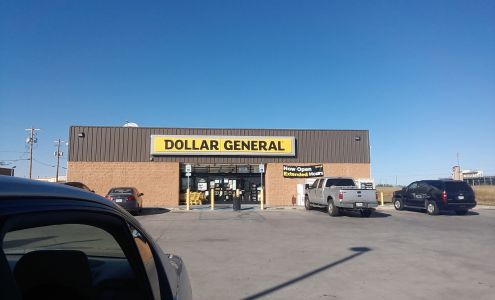 DOLLAR GENERAL
Now Open
Extended Hours